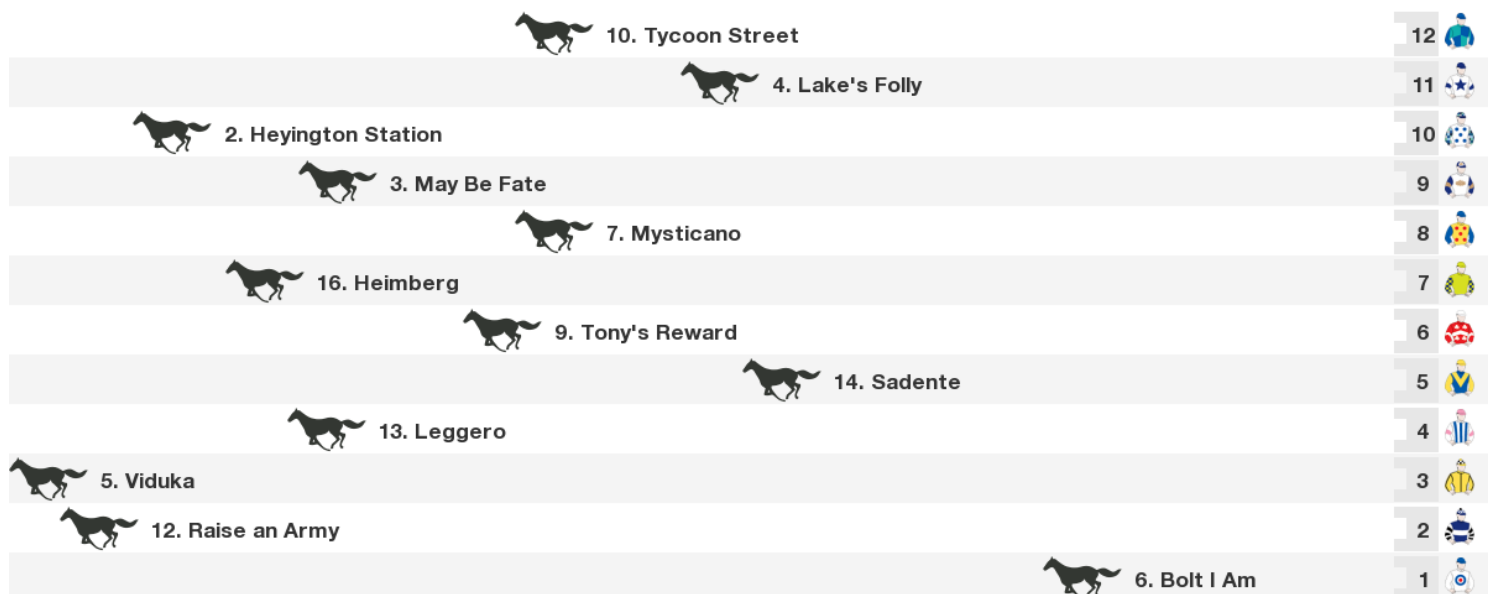 10. Tycoon Street 12
4. Lake's Folly 11
2. Heyington Station 10
3. May Be Fate 9
7. Mysticano 8
16. Heimberg 7
9. Tony's Reward 6
14. Sadente 5
13. Leggero 4
5. Viduka 3
12. Raise an Army 2
6. Bolt I Am 1